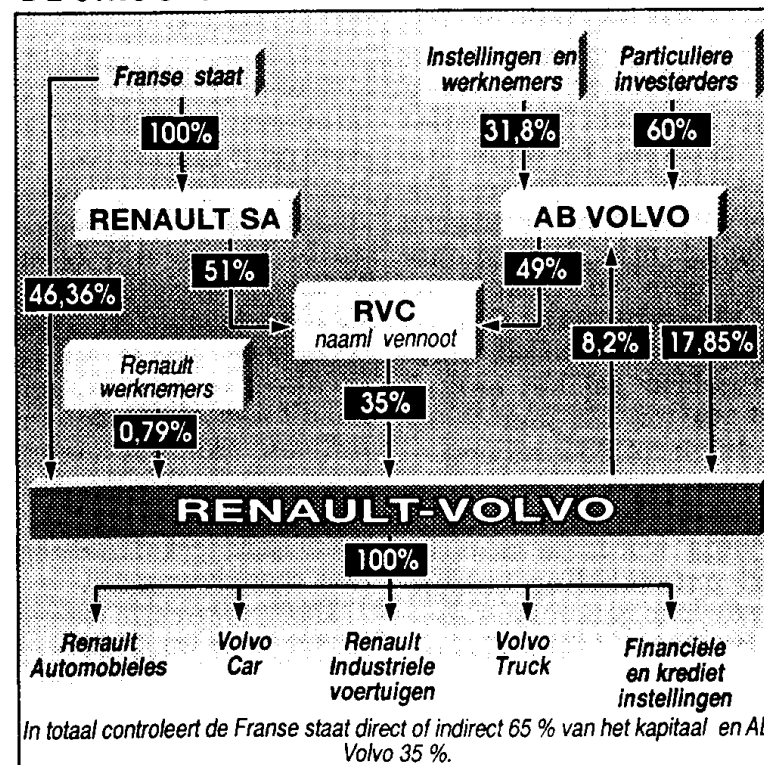 Franse staat
Instellingen en
werknemers
Particuliere
investerders
100%
31,8%
60%
RENAULT SA
AB VOLVO
51%
49%
46,36%
RVC
naaml vennoot
8,2%
17,85%
Renault
werknemers
35%
0,79%
RENAULT-VOLVO
100%
Renault
Automobieles
Volvo
Car
Renault
Industriele
voertuigen
Volvo
Truck
Financiele
en krediet
instellingen
In totaal controleert de Franse staat direct of indirect 65 % van het kapitaal en AB
Volvo 35 %.